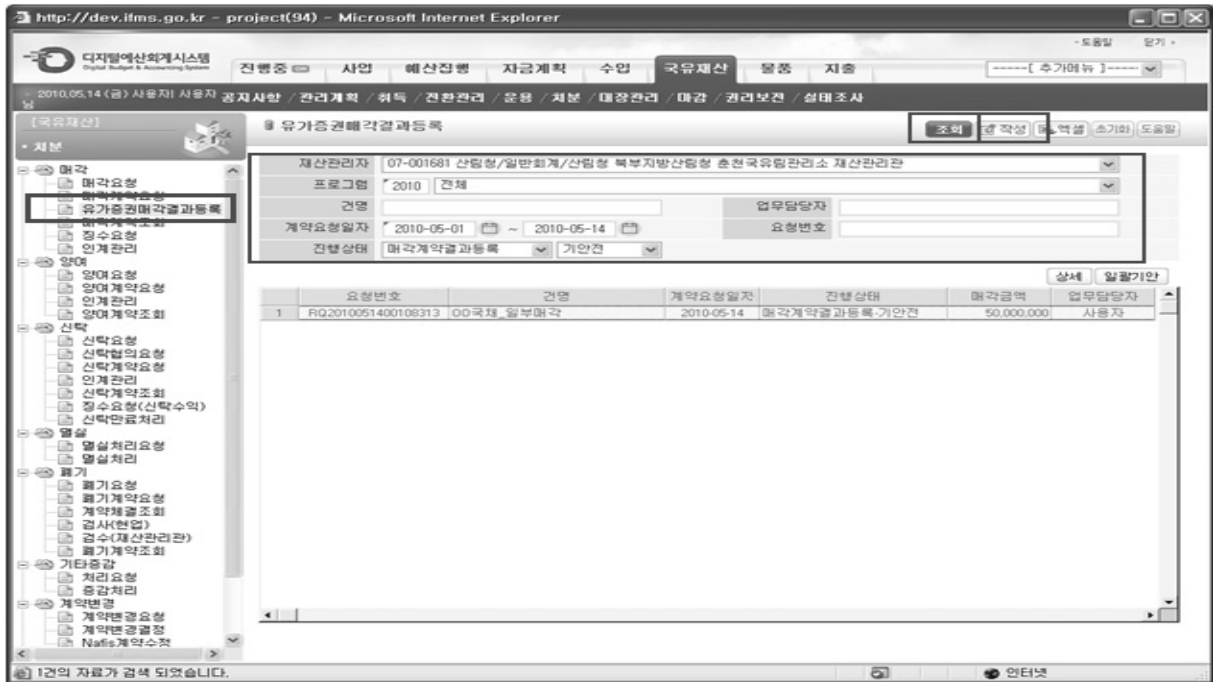 http://dev.ifms.go.kr - project(94) - Microsoft Internet Explorer
디지털예산회계시스템
Digital Budget & Accounting System
-도움말 닫기
진행중 사업 예산집행 자금계획 수입 국유재산 물품 지출 -----[ 추가메뉴 ]-----
2010.05.14 (금) 사용자I 사용자님
공지사항 / 관리계획 / 취득 / 전환관리 / 운용 / 처분 / 대장관리 / 마감 / 권리보전 / 실태조사
[국유재산]
• 처분
매각
매각요청
매각계약요청
유가증권매각결과등록
매각계약조회
징수요청
인계관리
양여
양여요청
양여계약요청
인계관리
양여계약조회
신탁
신탁요청
신탁협의요청
신탁계약요청
인계관리
신탁계약조회
징수요청(신탁수익)
신탁만료처리
멸실
멸실처리요청
멸실처리
폐기
폐기요청
폐기계약요청
계약체결조회
검사(현업)
검수(재산관리관)
폐기계약조회
기타증감
처리요청
증감처리
계약변경
계약변경요청
계약변경결정
Nafis계약수정
유가증권매각결과등록
조회 작성 엑셀 초기화 도움말
재산관리자 07-001681 산림청/일반회계/산림청 북부지방산림청 춘천국유림관리소 재산관리관
프로그램 2010 전체
건명 업무담당자
계약요청일자 2010-05-01 ~ 2010-05-14 요청번호
진행상태 매각계약결과등록 기안전
상세 일괄기안
요청번호 건명 계약요청일자 진행상태 매각금액 업무담당자
1 RQ2010051400108313 OO국채_일부매각 2010-05-14 매각계약결과등록-기안전 50,000,000 사용자
1건의 자료가 검색 되었습니다.
인터넷